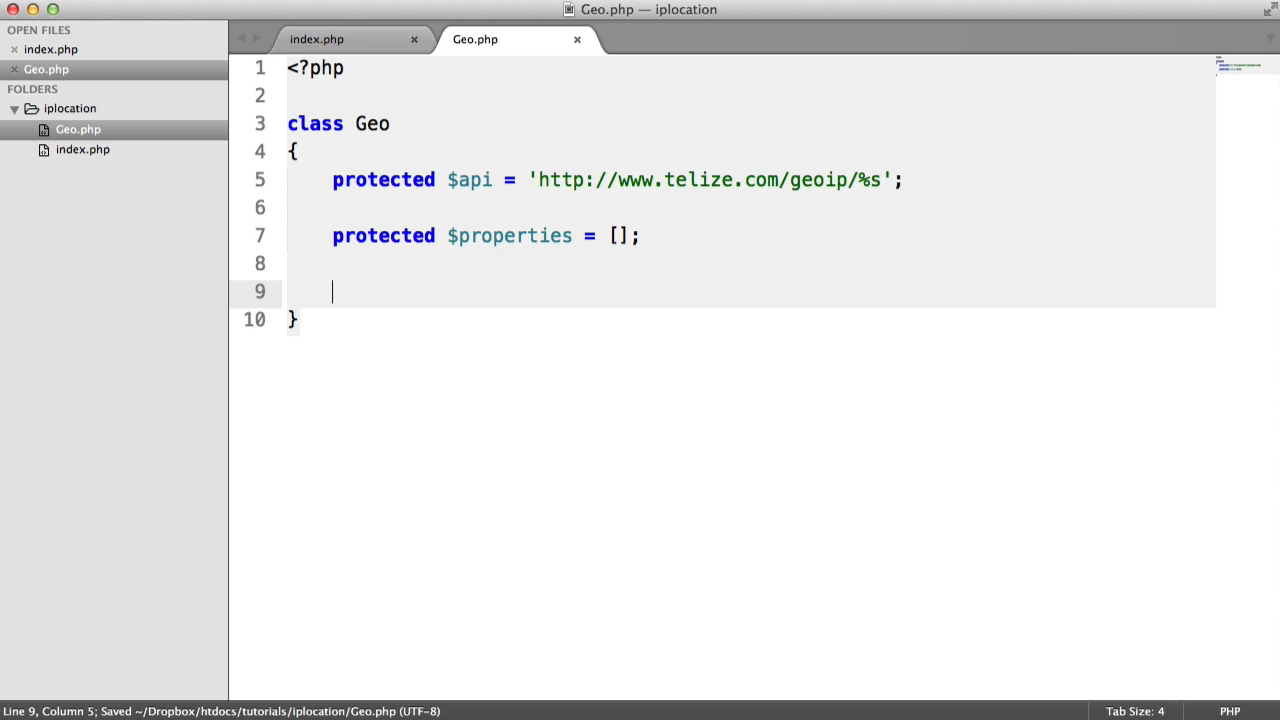 Geo.php — iplocation
OPEN FILES
index.php
Geo.php
FOLDERS
iplocation
Geo.php
index.php
index.php
Geo.php
1 <?php
2
3 class Geo
4 {
5 protected $api = 'http://www.telize.com/geoip/%s';
6
7 protected $properties = [];
8
9
10 }
Line 9, Column 5; Saved ~/Dropbox/htdocs/tutorials/iplocation/Geo.php (UTF-8)
Tab Size: 4
PHP